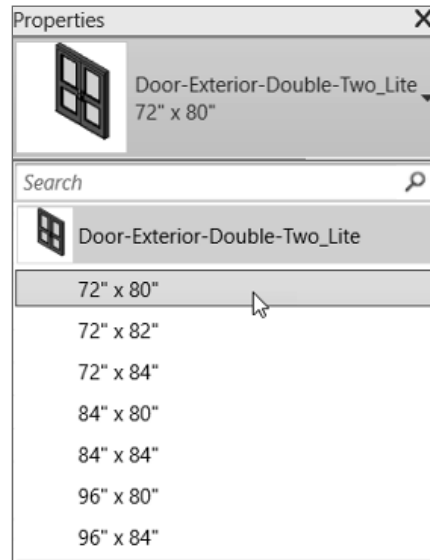 Properties
Door-Exterior-Double-Two_Lite
72" x 80"
Search
Door-Exterior-Double-Two_Lite
72" x 80"
72" x 82"
72" x 84"
84" x 80"
84" x 84"
96" x 80"
96" x 84"